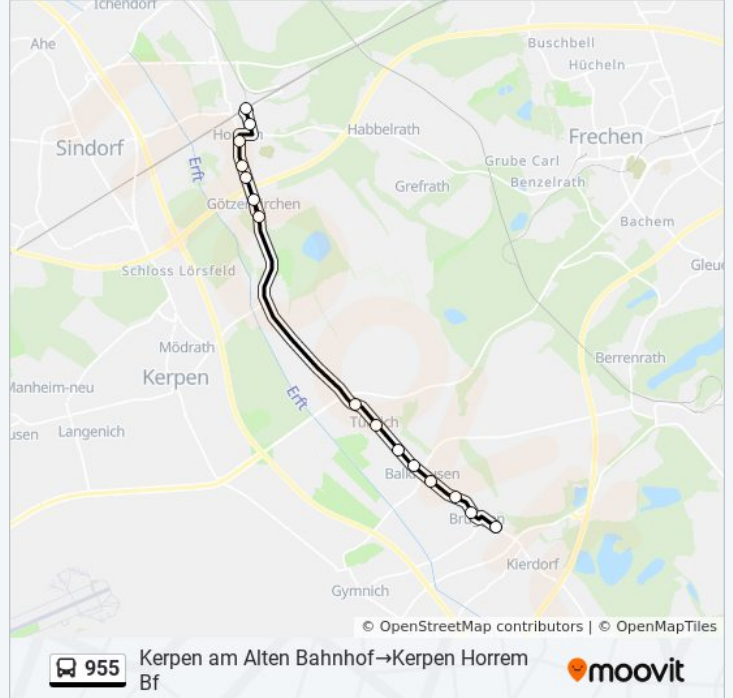 Ichendorf
Ahe
Buschbell
Hücheln
Habbelrath
Frechen
Sindorf
Erft
Grube Carl
Benzelrath
Grefrath
Götzenkirchen
Bachem
Schloss Lörsfeld
Gleue
Mödrath
Berrenrath
Kerpen
Manheim-neu
Erft
usen
Langenich
Türnich
Balkhausen
Brüggen
Kierdorf
Gymnich
© OpenStreetMap contributors | © OpenMapTiles
955
Kerpen am Alten Bahnhof→Kerpen Horrem
Bf
moovit